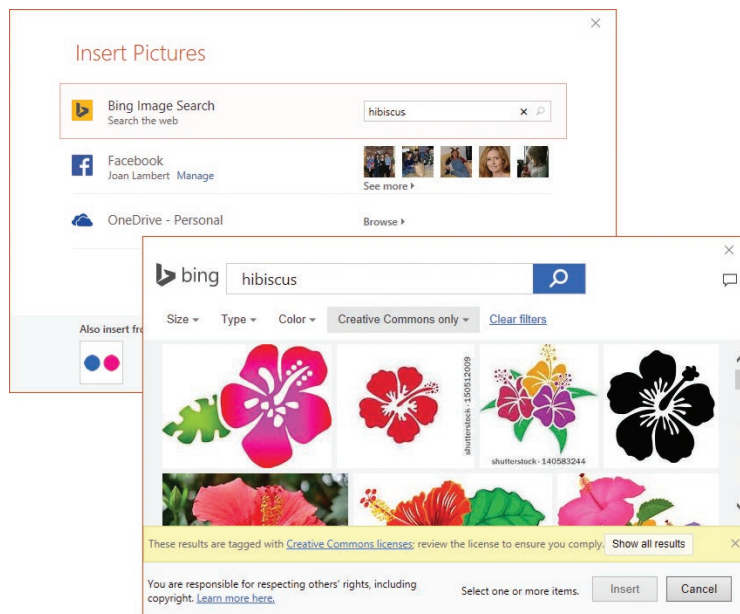 Insert Pictures
Bing Image Search
Search the web
hibiscus
Facebook
Joan Lambert Manage
See more
OneDrive - Personal
Browse
Also insert fro
bing
hibiscus
Size
Type
Color
Creative Commons only
Clear filters
shutterstock · 150512009
shutterstock · 140583244
These results are tagged with Creative Commons licenses; review the license to ensure you comply.
Show all results
You are responsible for respecting others' rights, including
copyright. Learn more here.
Select one or more items.
Insert
Cancel